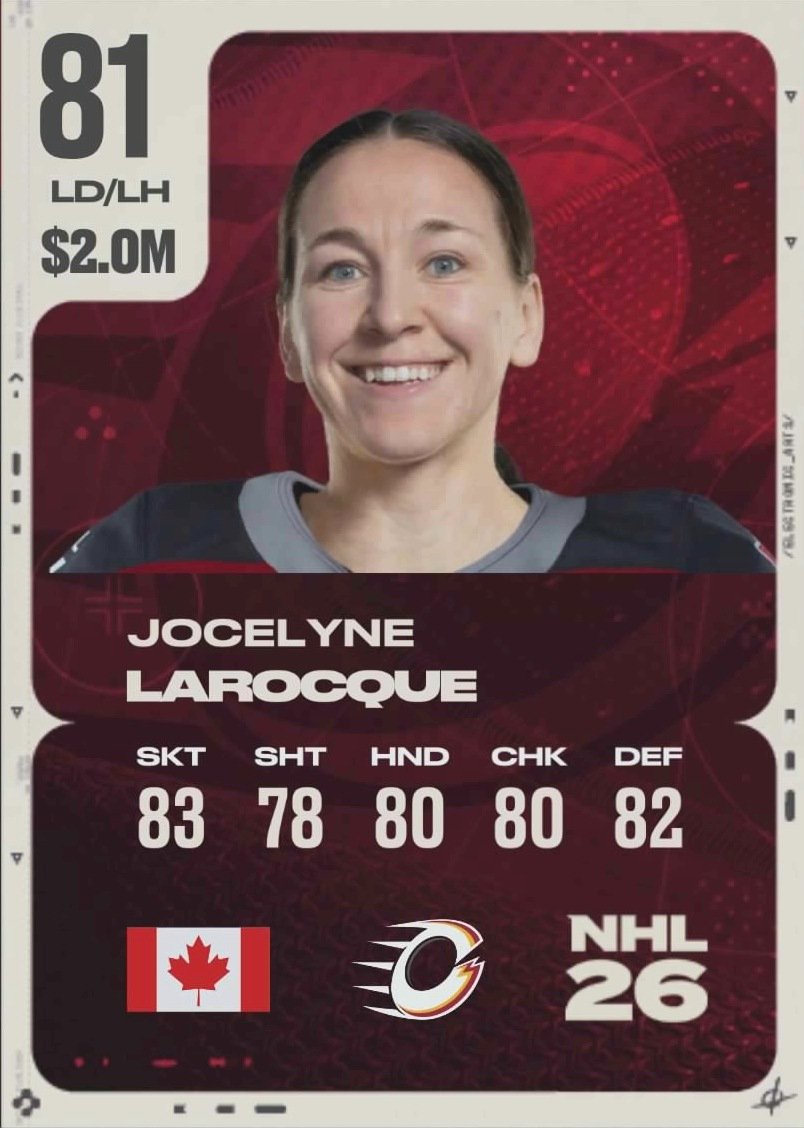 81
LD/LH
$2.0M
JOCELYNE
LAROCQUE
SKT SHT HND CHK DEF
83 78 80 80 82
NHL
26